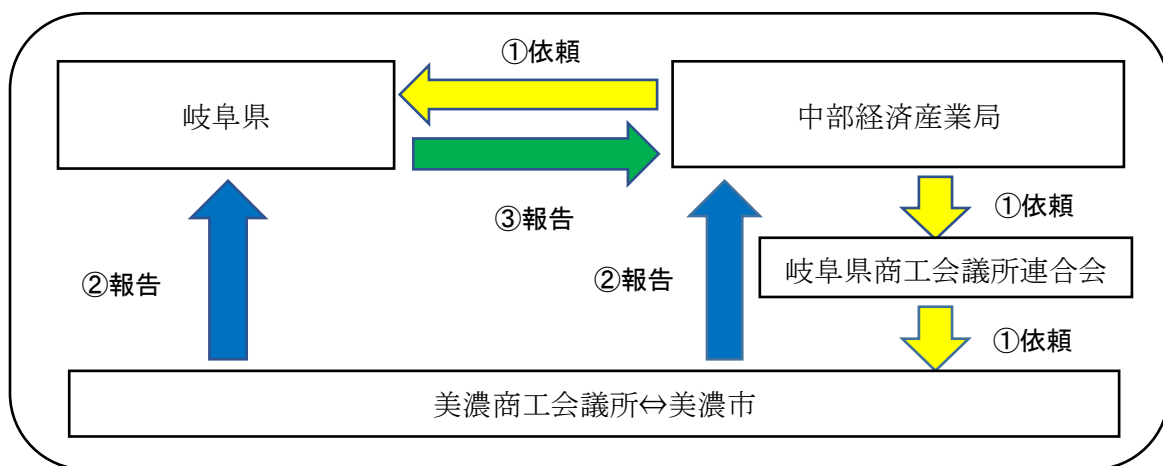 ①依頼
岐阜県
中部経済産業局
③報告
①依頼
②報告
②報告
岐阜県商工会議所連合会
①依頼
美濃商工会議所⇔美濃市